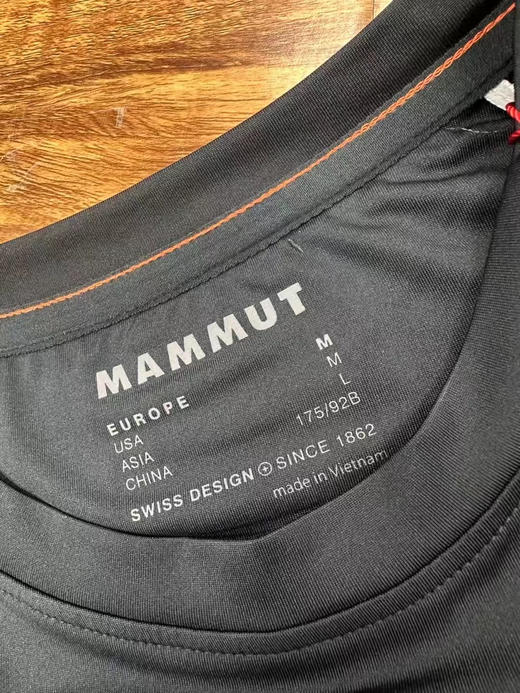 MAMMUT
EUROPE M
USA M
ASIA L
CHINA 175/92B
SWISS DESIGN SINCE 1862
made in Vietnam